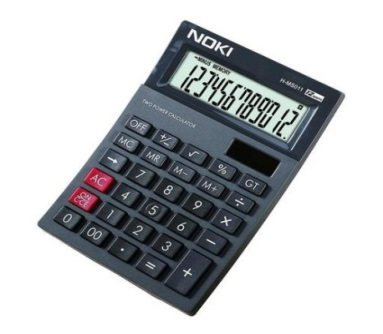 NOKI
H-MS011 12
-MINUS MEMORY
123456789012.
TWO POWER CALCULATOR
OFF +/- √ % GT
MC MR M- M+ ÷
→ 7 8 9 ×
AC 4 5 6 -
ON CE 1 2 3
0 00 . = +